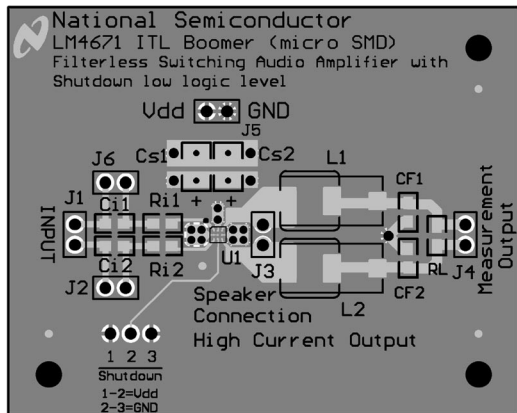 National Semiconductor
LM4671 ITL Boomer (micro SMD)
Filterless Switching Audio Amplifier with
Shutdown low logic level
Vdd GND
J5
Cs1 Cs2
J6
L1
CF1
Ci1 Ri1 + +
J1
INPUT
Ci2 Ri2
U1
J3
RL
J4
Measurement
Output
J2
CF2
L2
Speaker
Connection
High Current Output
1 2 3
Shutdown
1-2=Vdd
2-3=GND